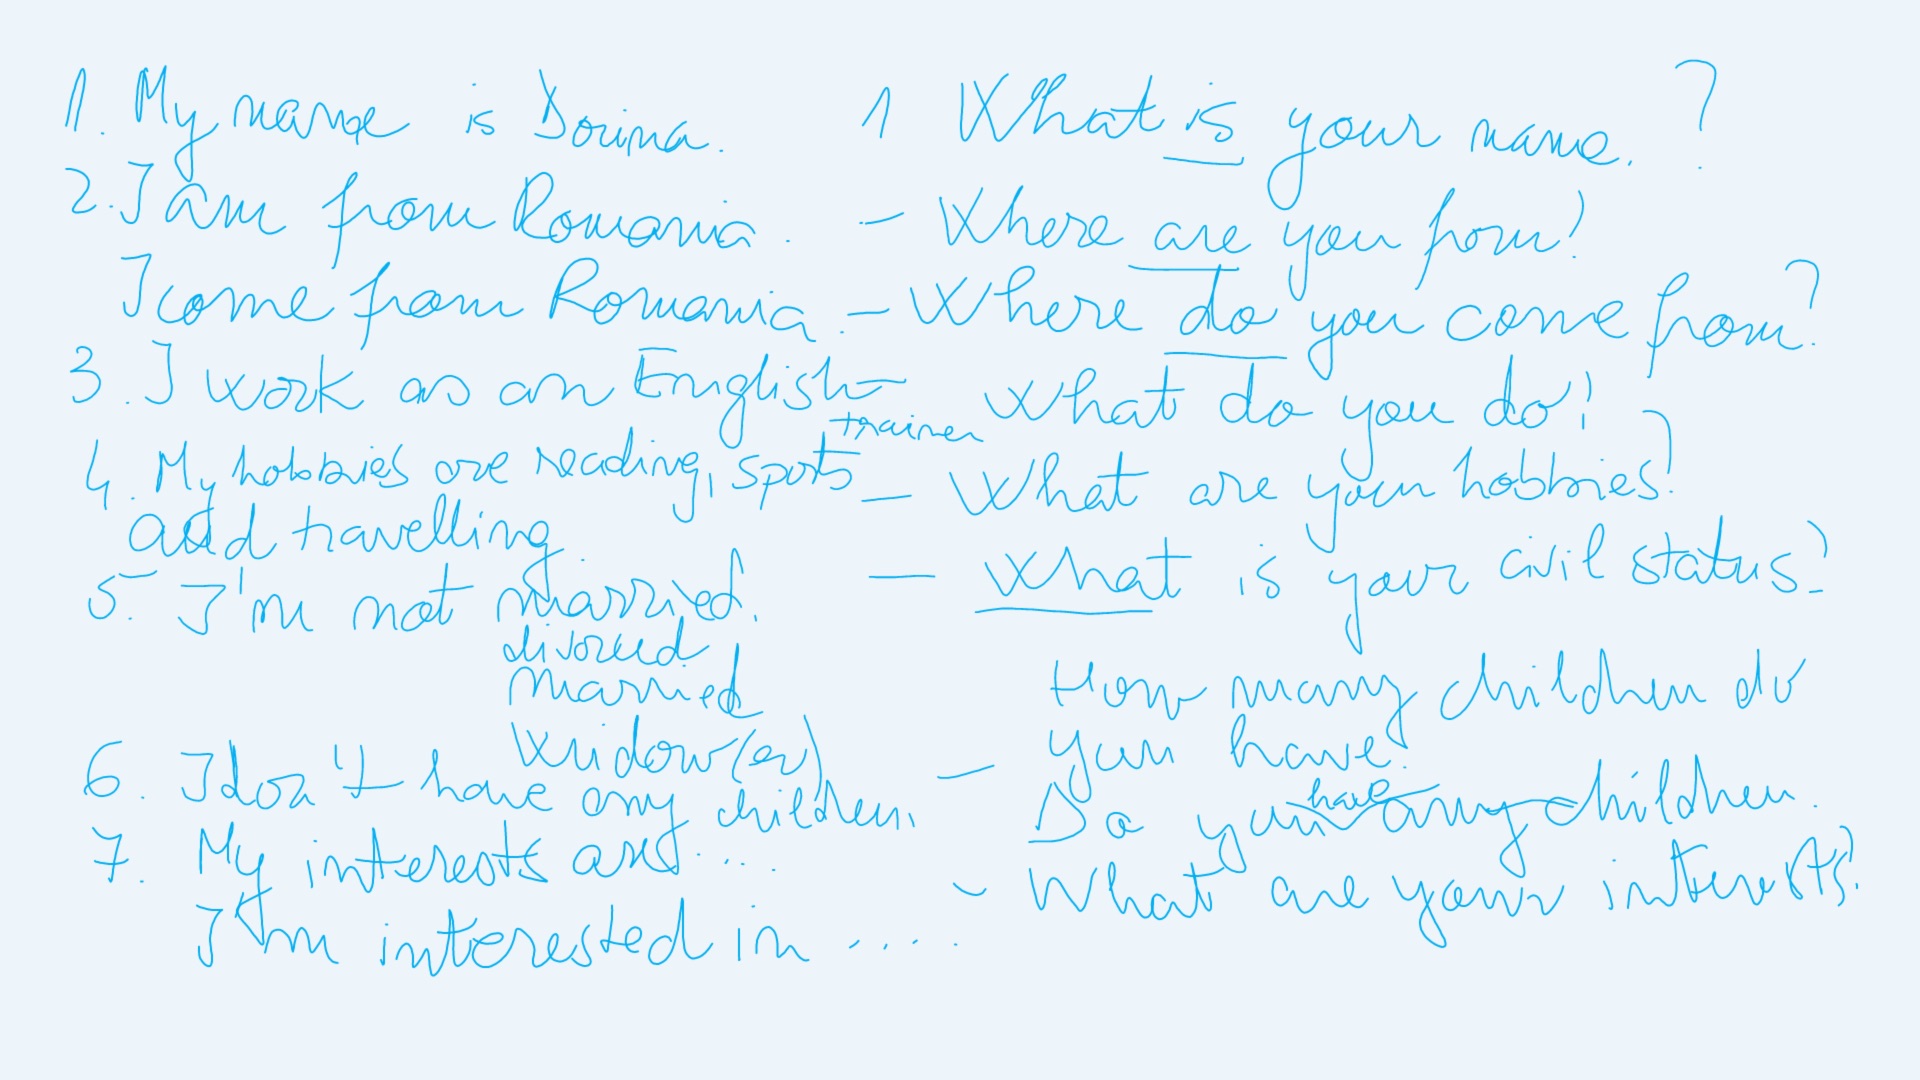 1. My name is Dorina. 1 What is your name. ?
2. I am from Romania. - Where are you from?
I come from Romania. - Where do you come from?
3. I work as an English - What do you do?
trainer
4. My hobbies are reading, sports - What are your hobbies?
and travelling.
5. I'm not married. - What is your civil status?
divorced
married
widow(er)
How many children do
you have?
6. I don't have any children. - Do you have any children.
7. My interests are ... - What are your interests?
I'm interested in ....